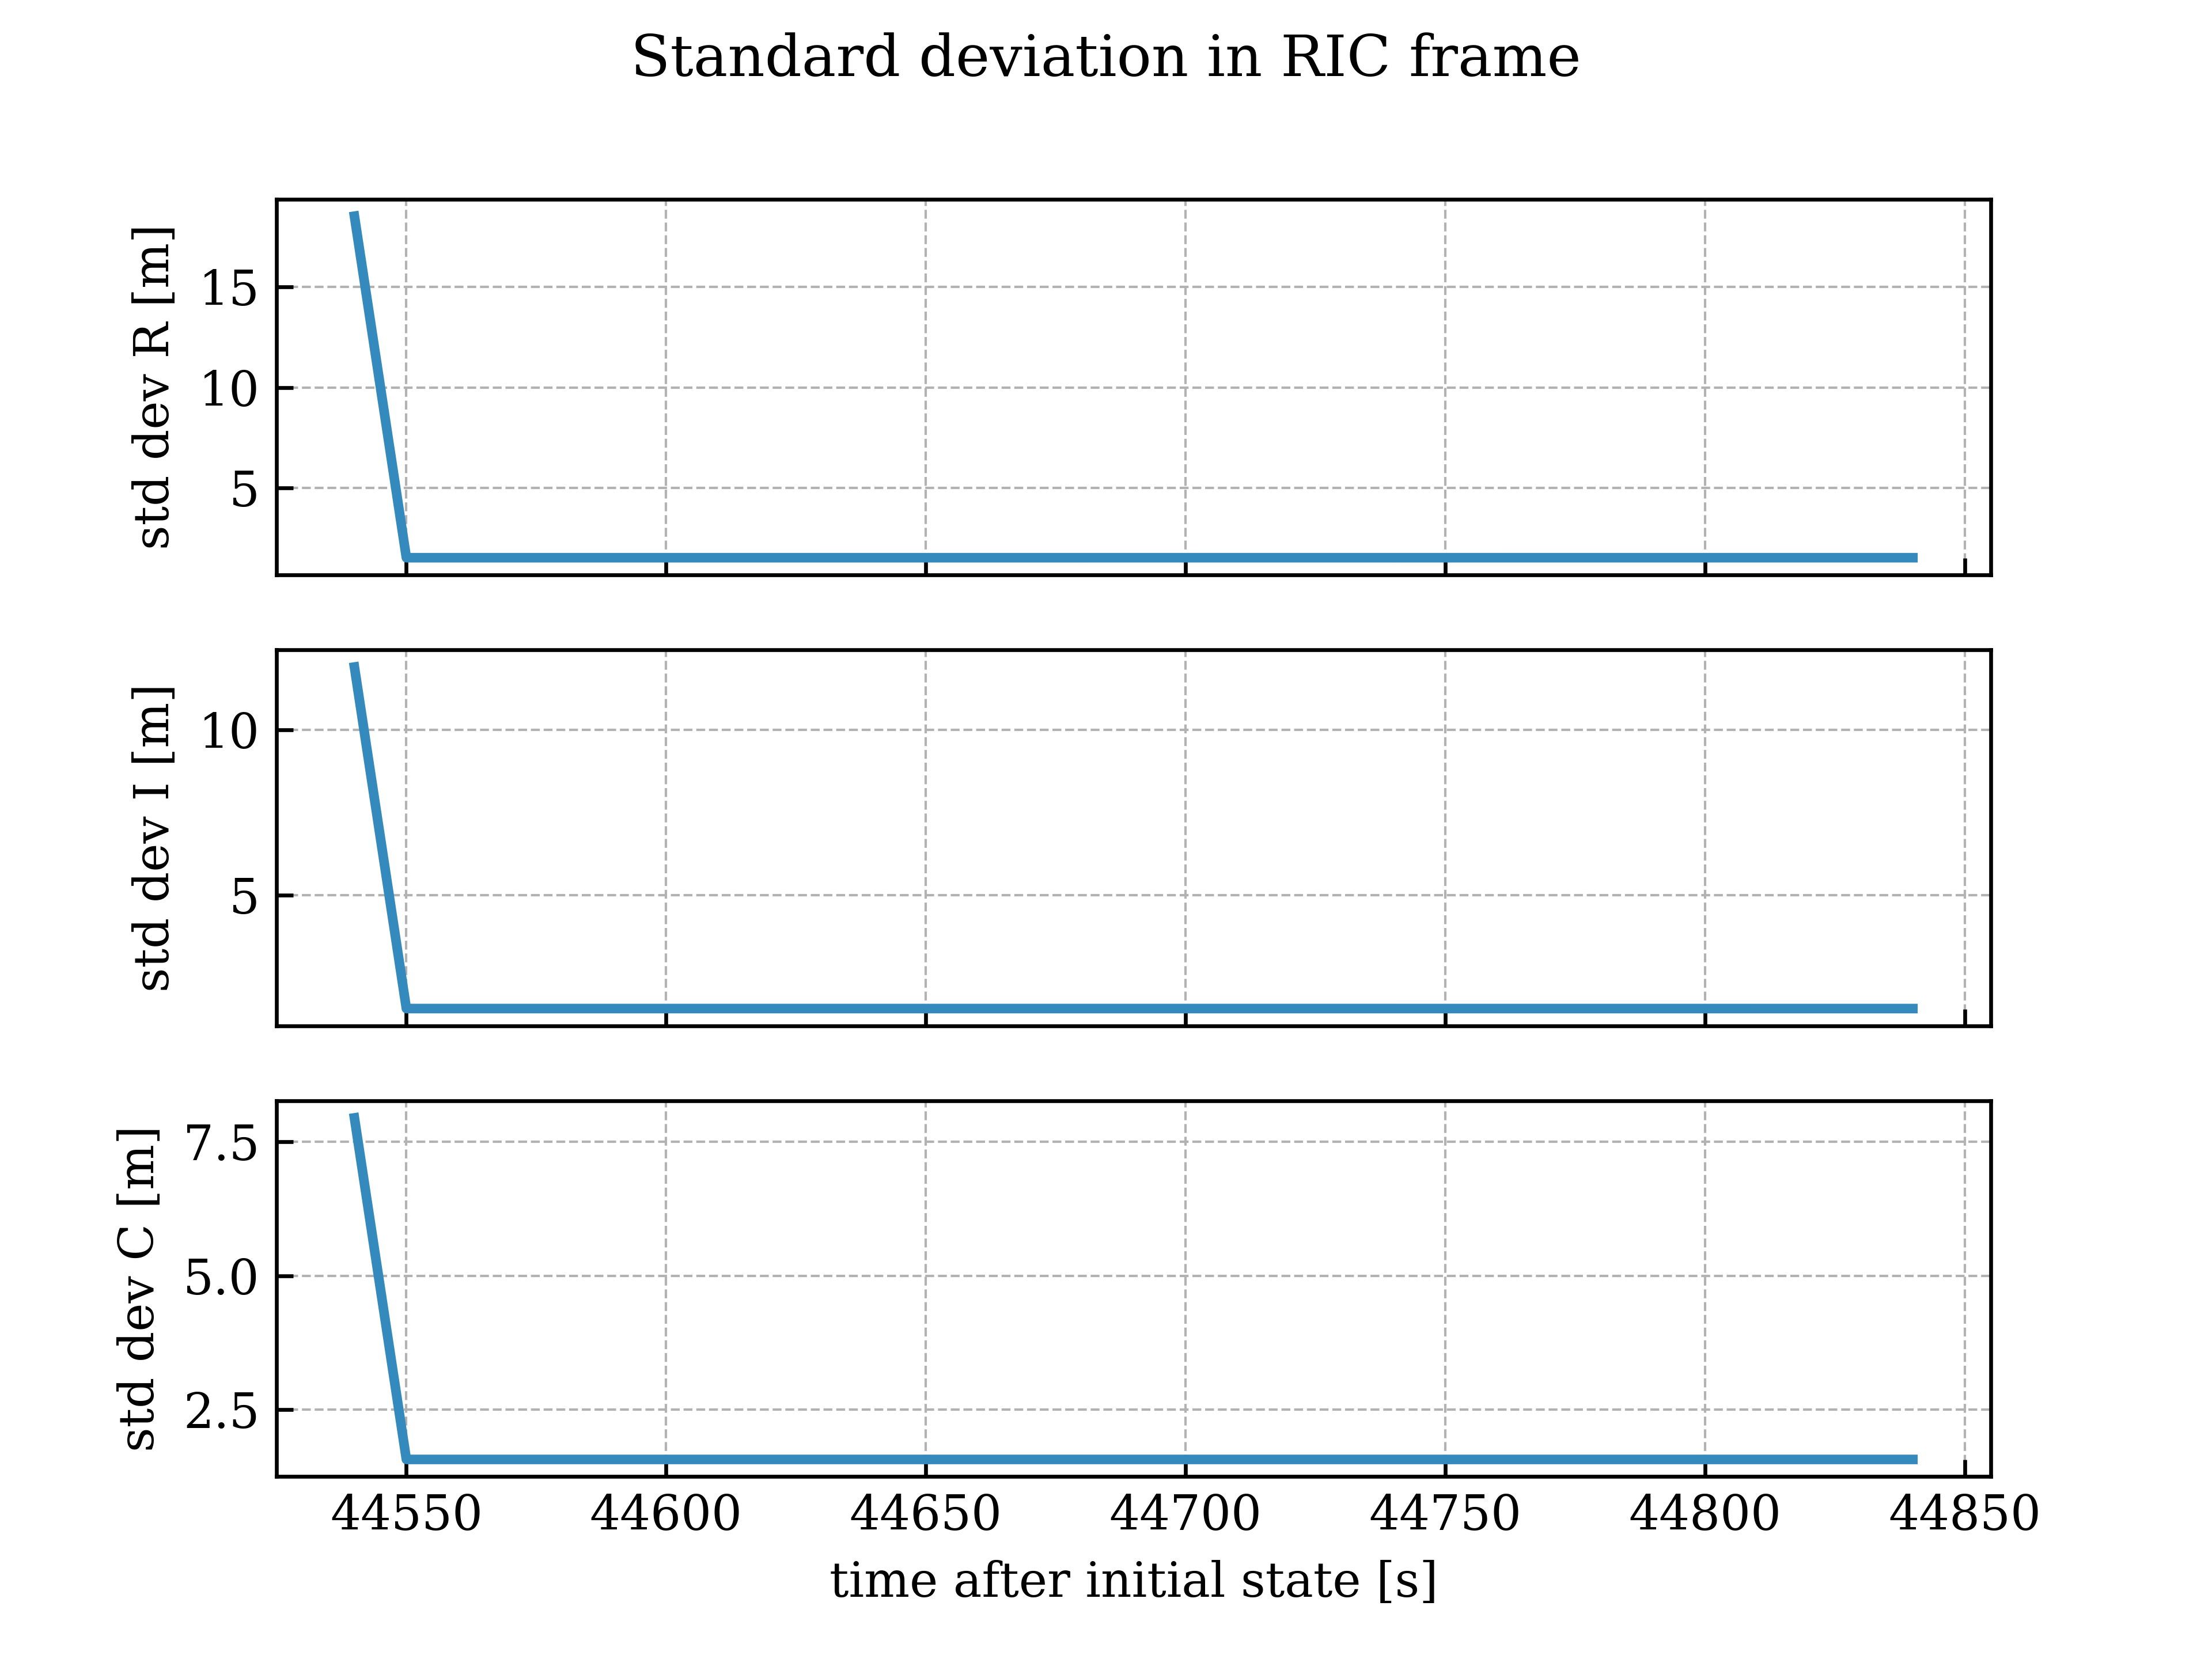 Standard deviation in RIC frame
std dev R [m]
15
10
5
std dev I [m]
10
5
std dev C [m]
7.5
5.0
2.5
44550 44600 44650 44700 44750 44800 44850
time after initial state [s]